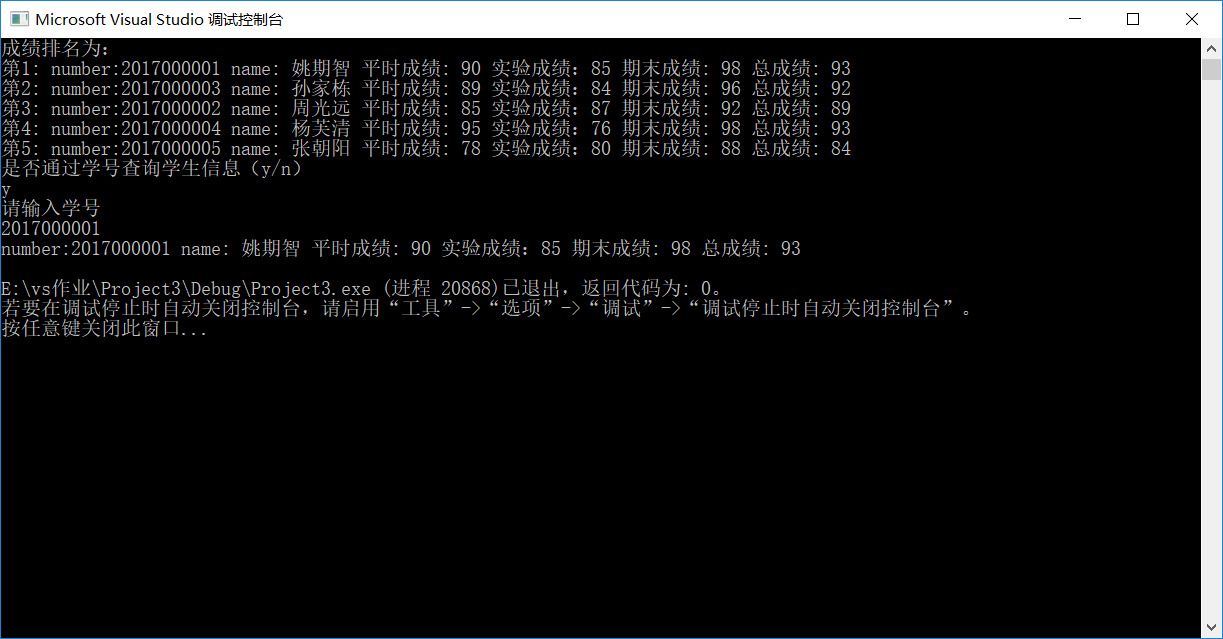 Microsoft Visual Studio 调试控制台
成绩排名为:
第1: number:2017000001 name: 姚期智 平时成绩: 90 实验成绩: 85 期末成绩: 98 总成绩: 93
第2: number:2017000003 name: 孙家栋 平时成绩: 89 实验成绩: 84 期末成绩: 96 总成绩: 92
第3: number:2017000002 name: 周光远 平时成绩: 85 实验成绩: 87 期末成绩: 92 总成绩: 89
第4: number:2017000004 name: 杨芙清 平时成绩: 95 实验成绩: 76 期末成绩: 98 总成绩: 93
第5: number:2017000005 name: 张朝阳 平时成绩: 78 实验成绩: 80 期末成绩: 88 总成绩: 84
是否通过学号查询学生信息（y/n）
y
请输入学号
2017000001
number:2017000001 name: 姚期智 平时成绩: 90 实验成绩: 85 期末成绩: 98 总成绩: 93
E:\vs作业\Project3\Debug\Project3.exe (进程 20868)已退出，返回代码为: 0。
若要在调试停止时自动关闭控制台，请启用“工具”->“选项”->“调试”->“调试停止时自动关闭控制台”。
按任意键关闭此窗口...